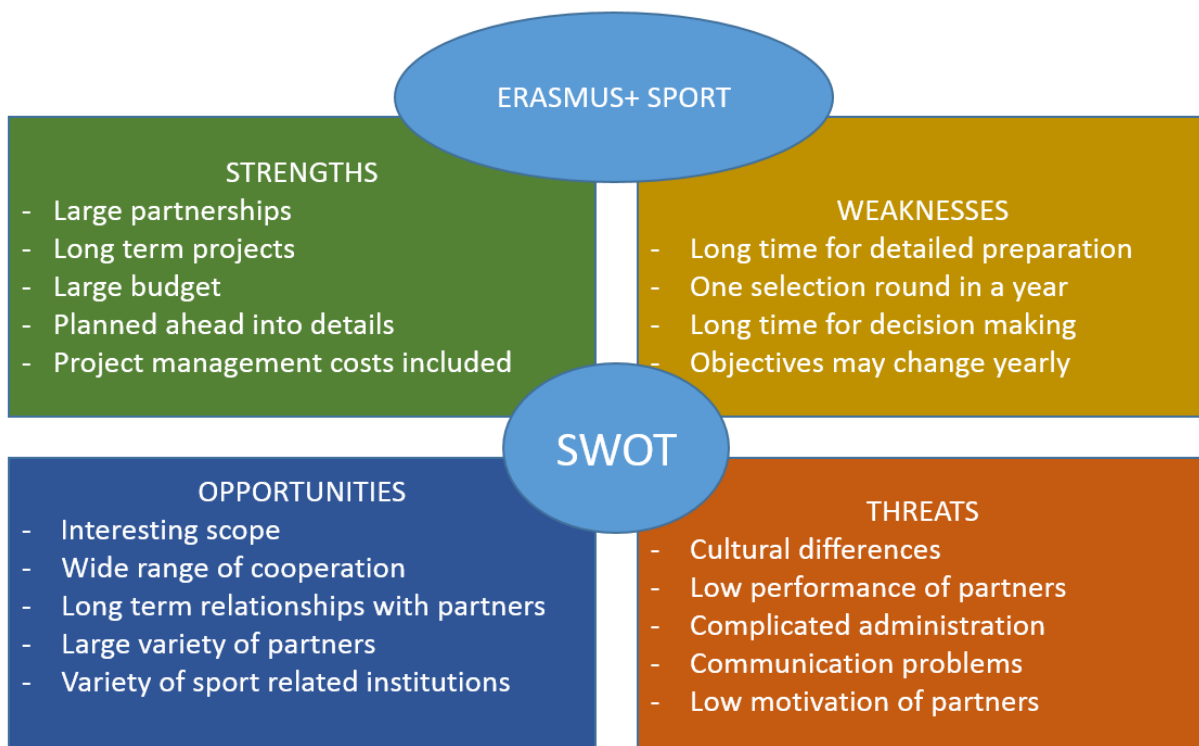 ERASMUS+ SPORT
STRENGTHS
- Large partnerships
- Long term projects
- Large budget
- Planned ahead into details
- Project management costs included
WEAKNESSES
- Long time for detailed preparation
- One selection round in a year
- Long time for decision making
- Objectives may change yearly
SWOT
OPPORTUNITIES
- Interesting scope
- Wide range of cooperation
- Long term relationships with partners
- Large variety of partners
- Variety of sport related institutions
THREATS
- Cultural differences
- Low performance of partners
- Complicated administration
- Communication problems
- Low motivation of partners